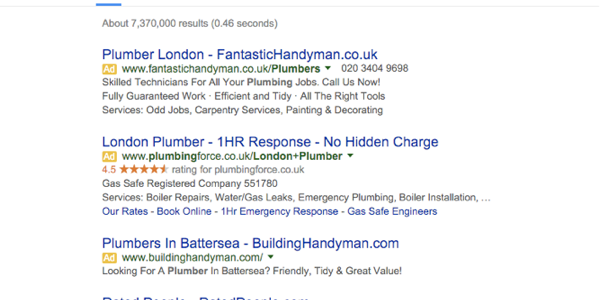 About 7,370,000 results (0.46 seconds)
Plumber London - FantasticHandyman.co.uk
Ad www.fantastichandyman.co.uk/Plumbers 020 3404 9698
Skilled Technicians For All Your Plumbing Jobs. Call Us Now!
Fully Guaranteed Work · Efficient and Tidy · All The Right Tools
Services: Odd Jobs, Carpentry Services, Painting & Decorating
London Plumber - 1HR Response - No Hidden Charge
Ad www.plumbingforce.co.uk/London+Plumber
4.5 rating for plumbingforce.co.uk
Gas Safe Registered Company 551780
Services: Boiler Repairs, Water/Gas Leaks, Emergency Plumbing, Boiler Installation, …
Our Rates - Book Online - 1Hr Emergency Response - Gas Safe Engineers
Plumbers In Battersea - BuildingHandyman.com
Ad www.buildinghandyman.com/
Looking For A Plumber In Battersea? Friendly, Tidy & Great Value!